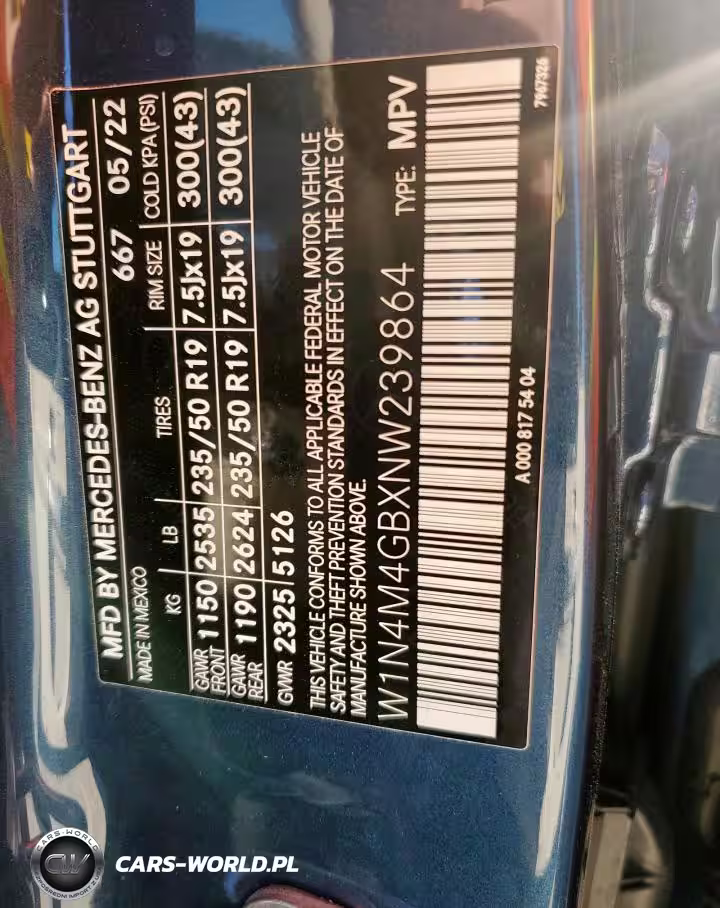 MFD BY MERCEDES-BENZ AG STUTTGART
MADE IN MEXICO 667 05/22
KG LB TIRES RIM SIZE COLD KPA(PSI)
GAWR FRONT 1150 2535 235/50 R19 7.5Jx19 300(43)
GAWR REAR 1190 2624 235/50 R19 7.5Jx19 300(43)
GVWR 2325 5126
THIS VEHICLE CONFORMS TO ALL APPLICABLE FEDERAL MOTOR VEHICLE
SAFETY AND THEFT PREVENTION STANDARDS IN EFFECT ON THE DATE OF
MANUFACTURE SHOWN ABOVE.
W1N4M4GBXNW239864 TYPE: MPV
A 000 817 54 04 7967326
CARS-WORLD
CW
CARS-WORLD.PL